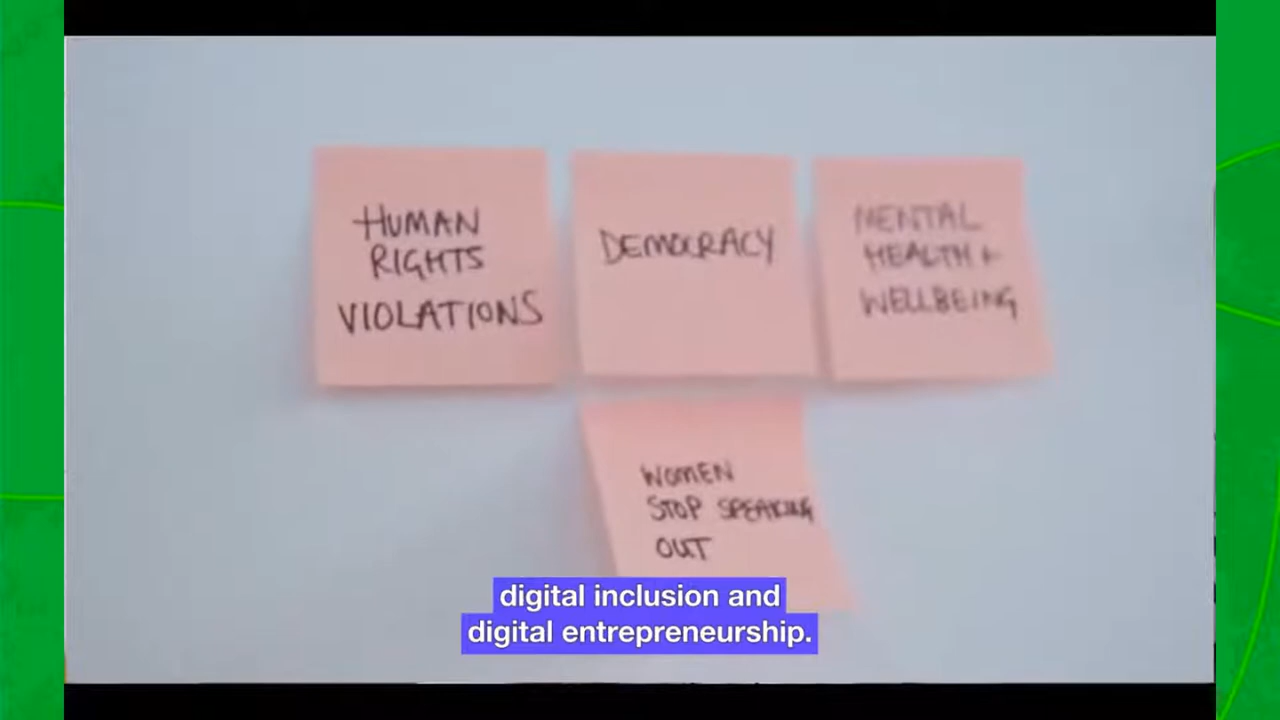 HUMAN
RIGHTS
VIOLATIONS
DEMOCRACY
MENTAL
HEALTH +
WELLBEING
WOMEN
STOP SPEAKING
OUT
digital inclusion and
digital entrepreneurship.